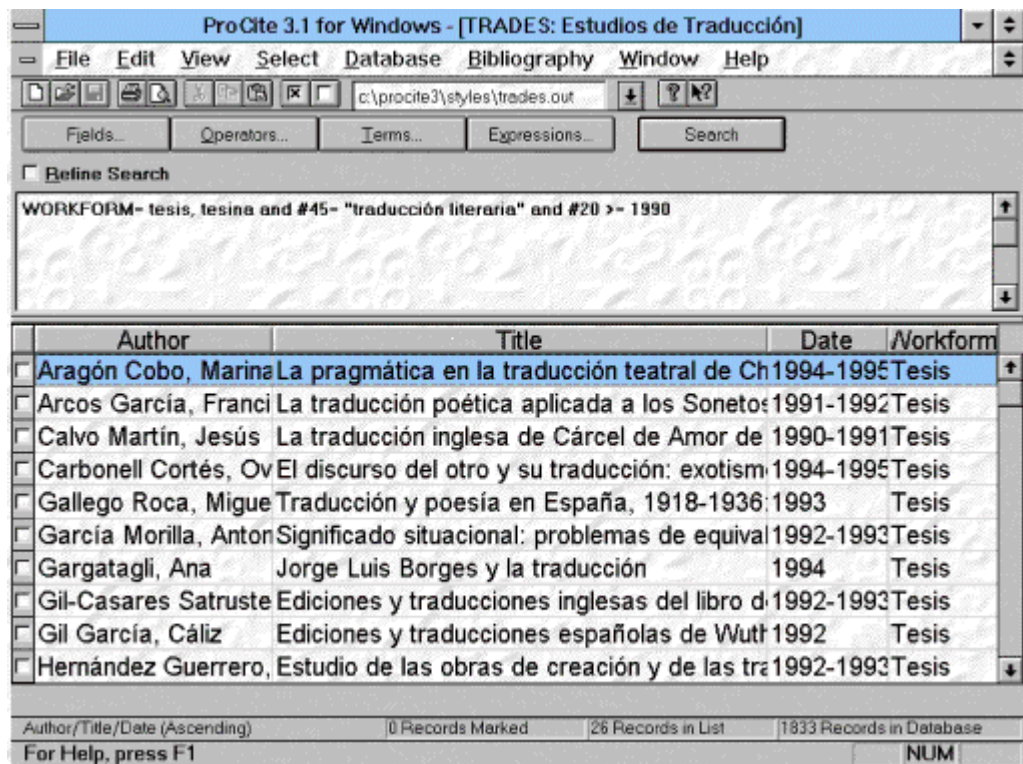 ProCite 3.1 for Windows - [TRADES: Estudios de Traducción]
File Edit View Select Database Bibliography Window Help
c:\procite3\styles\trades.out
Fields... Operators... Terms... Expressions... Search
Refine Search
WORKFORM= tesis, tesina and #45= "traducción literaria" and #20 >= 1990
Author Title Date Workform
Aragón Cobo, Marina La pragmática en la traducción teatral de Ch 1994-1995 Tesis
Arcos García, Franci La traducción poética aplicada a los Sonetos 1991-1992 Tesis
Calvo Martín, Jesús La traducción inglesa de Cárcel de Amor de 1990-1991 Tesis
Carbonell Cortés, Ov El discurso del otro y su traducción: exotism 1994-1995 Tesis
Gallego Roca, Migue Traducción y poesía en España, 1918-1936: 1993 Tesis
García Morilla, Anton Significado situacional: problemas de equival 1992-1993 Tesis
Gargatagli, Ana Jorge Luis Borges y la traducción 1994 Tesis
Gil-Casares Satruste Ediciones y traducciones inglesas del libro d 1992-1993 Tesis
Gil García, Cáliz Ediciones y traducciones españolas de Wuth 1992 Tesis
Hernández Guerrero, Estudio de las obras de creación y de las tra 1992-1993 Tesis
Author/Title/Date (Ascending) 0 Records Marked 26 Records in List 1833 Records in Database
For Help, press F1 NUM